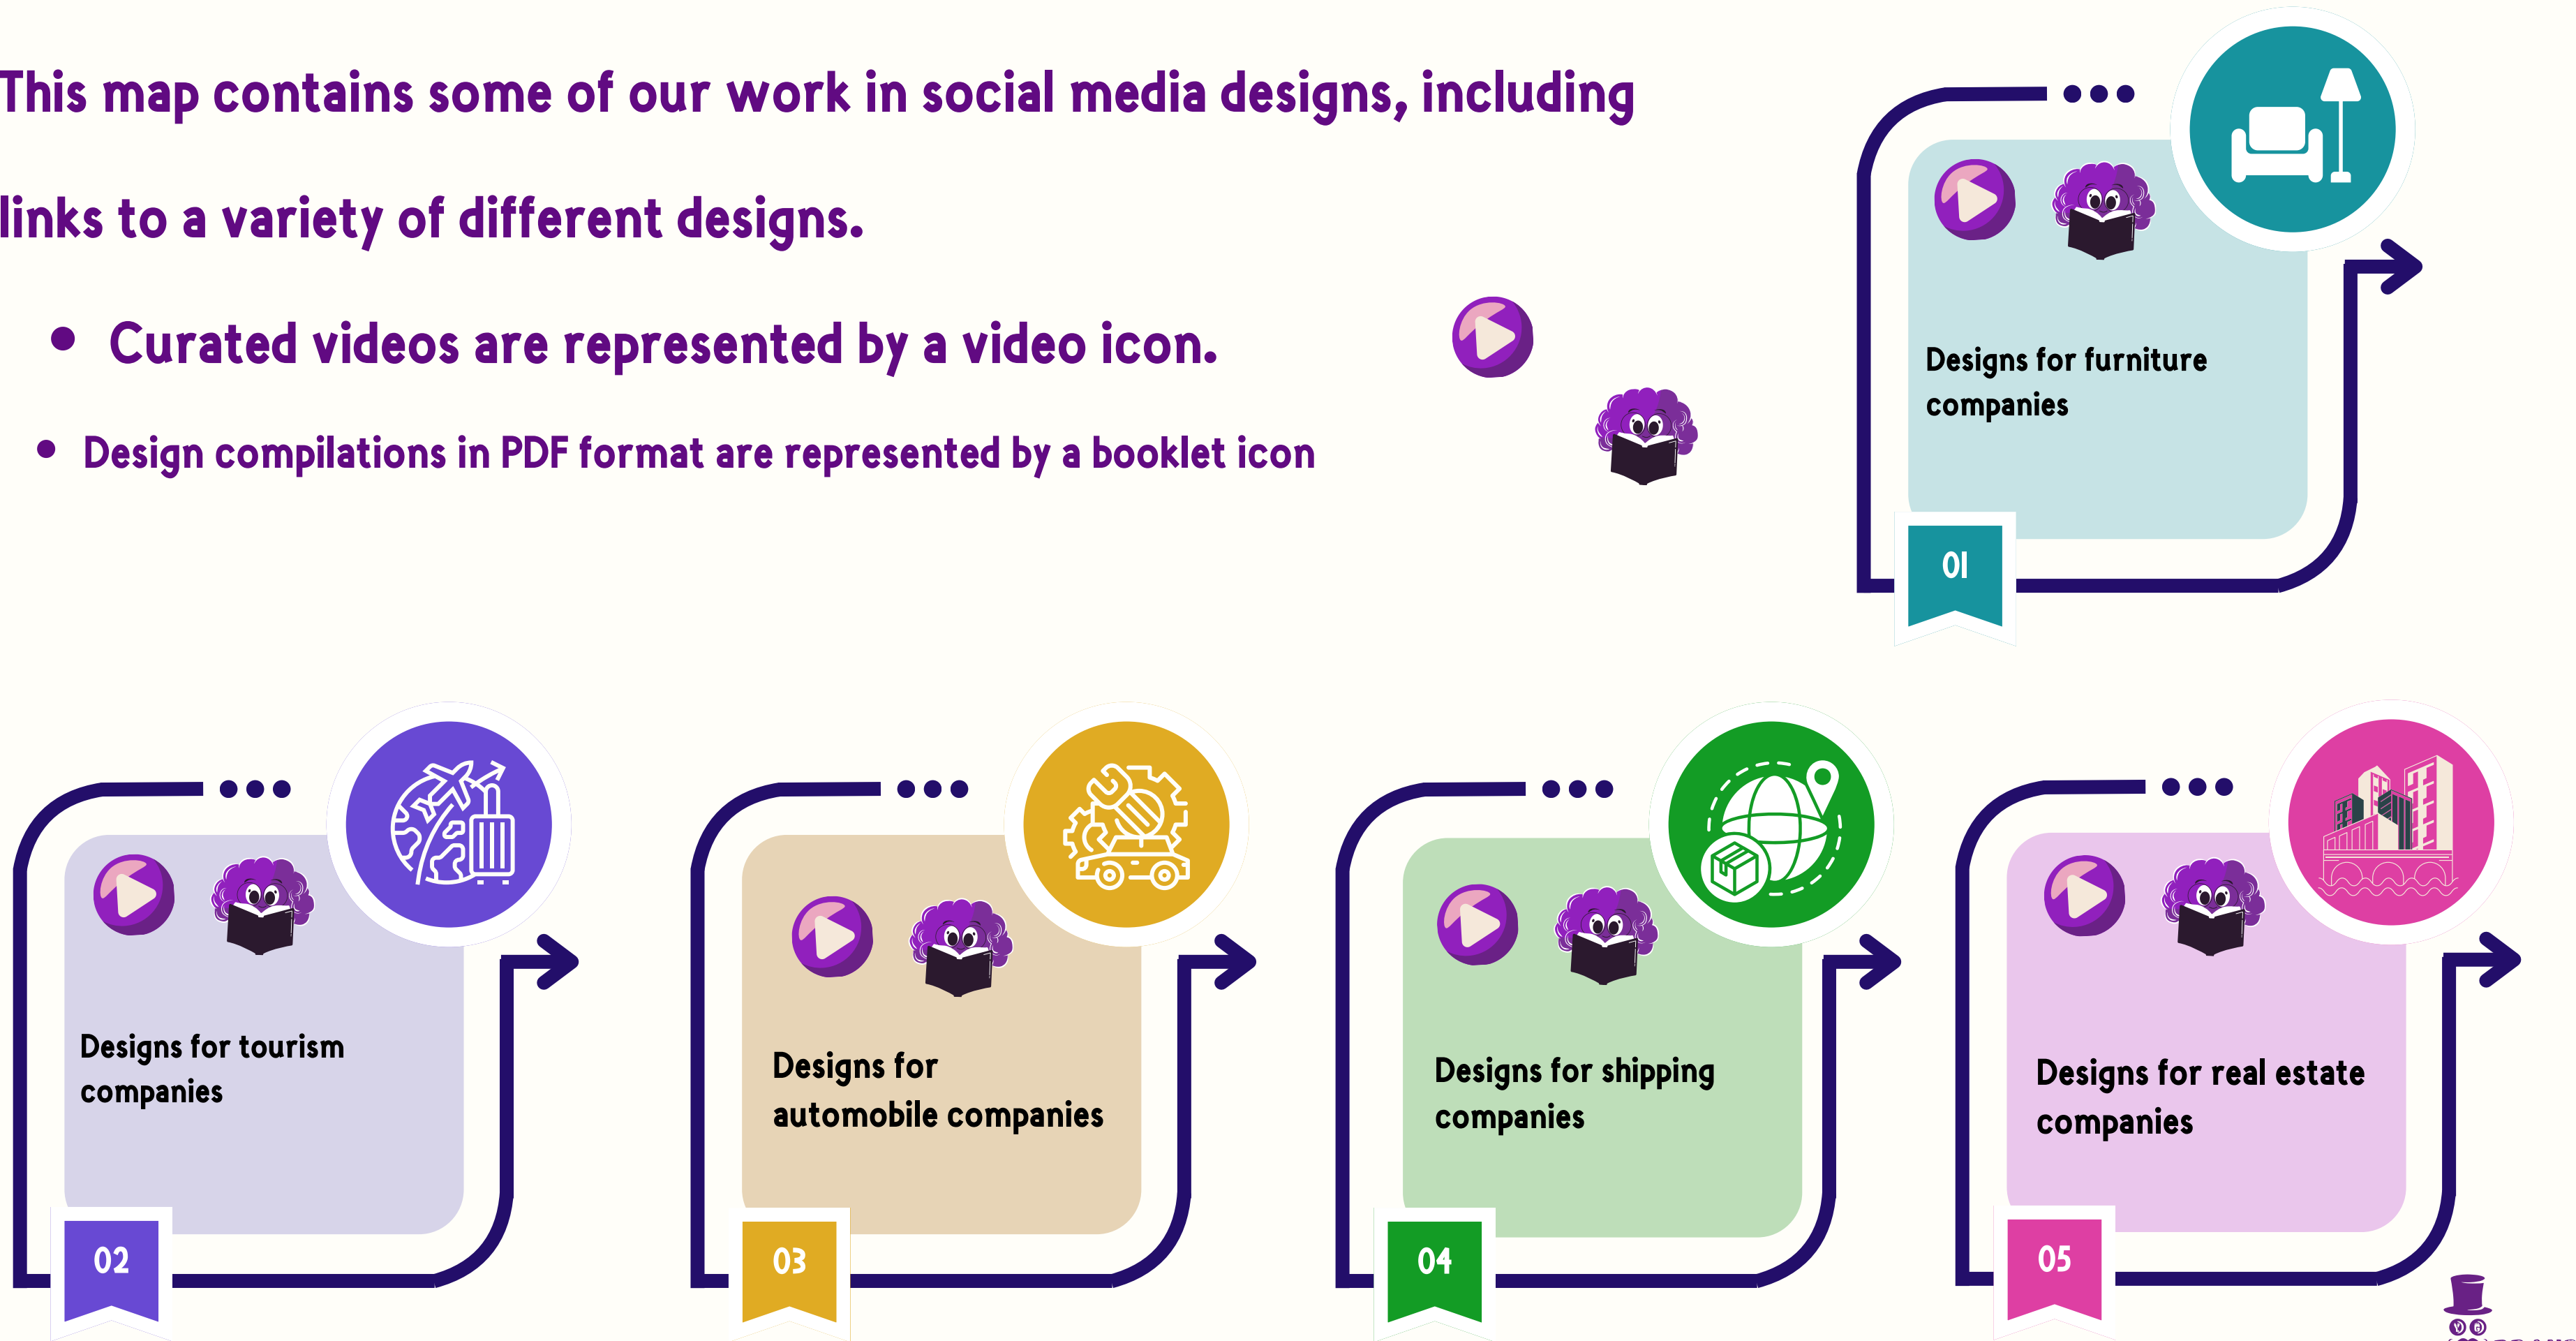 This map contains some of our work in social media designs, including
links to a variety of different designs.
• Curated videos are represented by a video icon.
• Design compilations in PDF format are represented by a booklet icon
Designs for furniture
companies
01
Designs for tourism
companies
02
Designs for
automobile companies
03
Designs for shipping
companies
04
Designs for real estate
companies
05